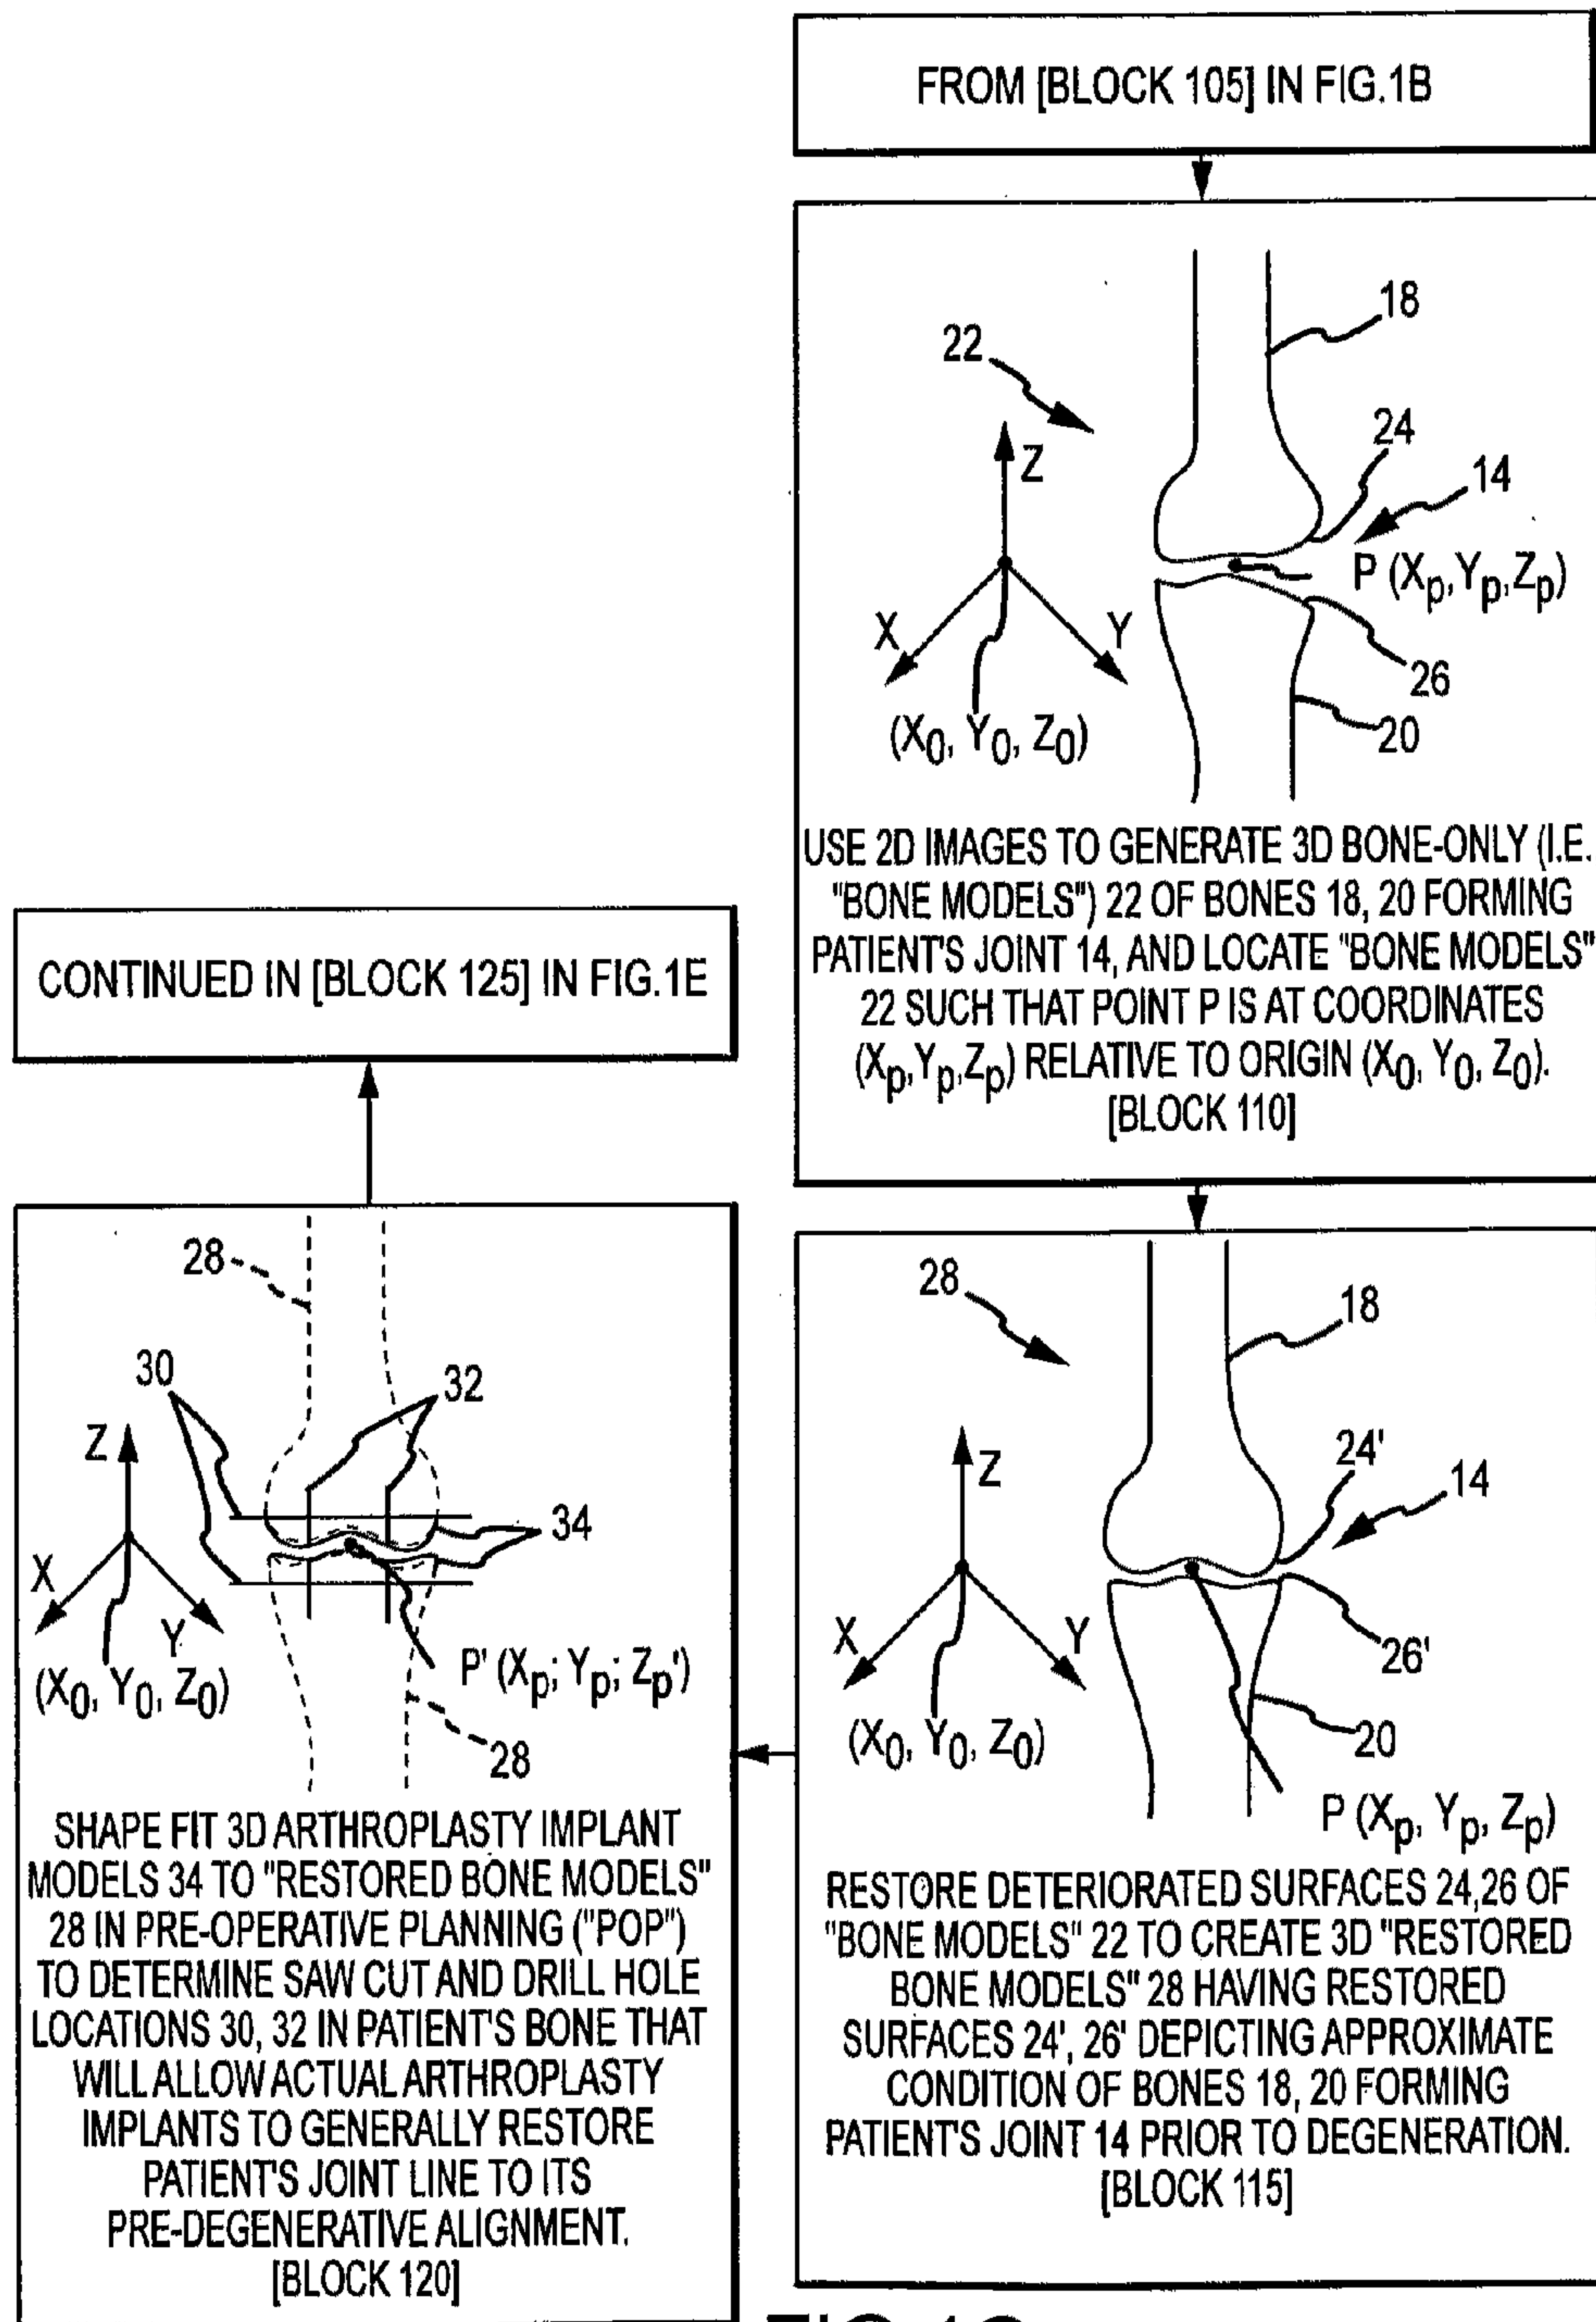 FROM [BLOCK 105] IN FIG.1B
22
18
24
14
Z
P (Xp,Yp,Zp)
X
Y
26
20
(X0, Y0, Z0)
USE 2D IMAGES TO GENERATE 3D BONE-ONLY (I.E.
"BONE MODELS") 22 OF BONES 18, 20 FORMING
PATIENT'S JOINT 14, AND LOCATE "BONE MODELS"
22 SUCH THAT POINT P IS AT COORDINATES
(Xp,Yp,Zp) RELATIVE TO ORIGIN (X0, Y0, Z0).
[BLOCK 110]
28
18
24'
14
Z
X
Y
26'
20
(X0, Y0, Z0)
P (Xp, Yp, Zp)
RESTORE DETERIORATED SURFACES 24,26 OF
"BONE MODELS" 22 TO CREATE 3D "RESTORED
BONE MODELS" 28 HAVING RESTORED
SURFACES 24', 26' DEPICTING APPROXIMATE
CONDITION OF BONES 18, 20 FORMING
PATIENT'S JOINT 14 PRIOR TO DEGENERATION.
[BLOCK 115]
28
30
32
Z
34
X
Y
P' (Xp; Yp; Zp')
(X0, Y0, Z0)
28
SHAPE FIT 3D ARTHROPLASTY IMPLANT
MODELS 34 TO "RESTORED BONE MODELS"
28 IN PRE-OPERATIVE PLANNING ("POP")
TO DETERMINE SAW CUT AND DRILL HOLE
LOCATIONS 30, 32 IN PATIENT'S BONE THAT
WILL ALLOW ACTUAL ARTHROPLASTY
IMPLANTS TO GENERALLY RESTORE
PATIENT'S JOINT LINE TO ITS
PRE-DEGENERATIVE ALIGNMENT.
[BLOCK 120]
CONTINUED IN [BLOCK 125] IN FIG.1E